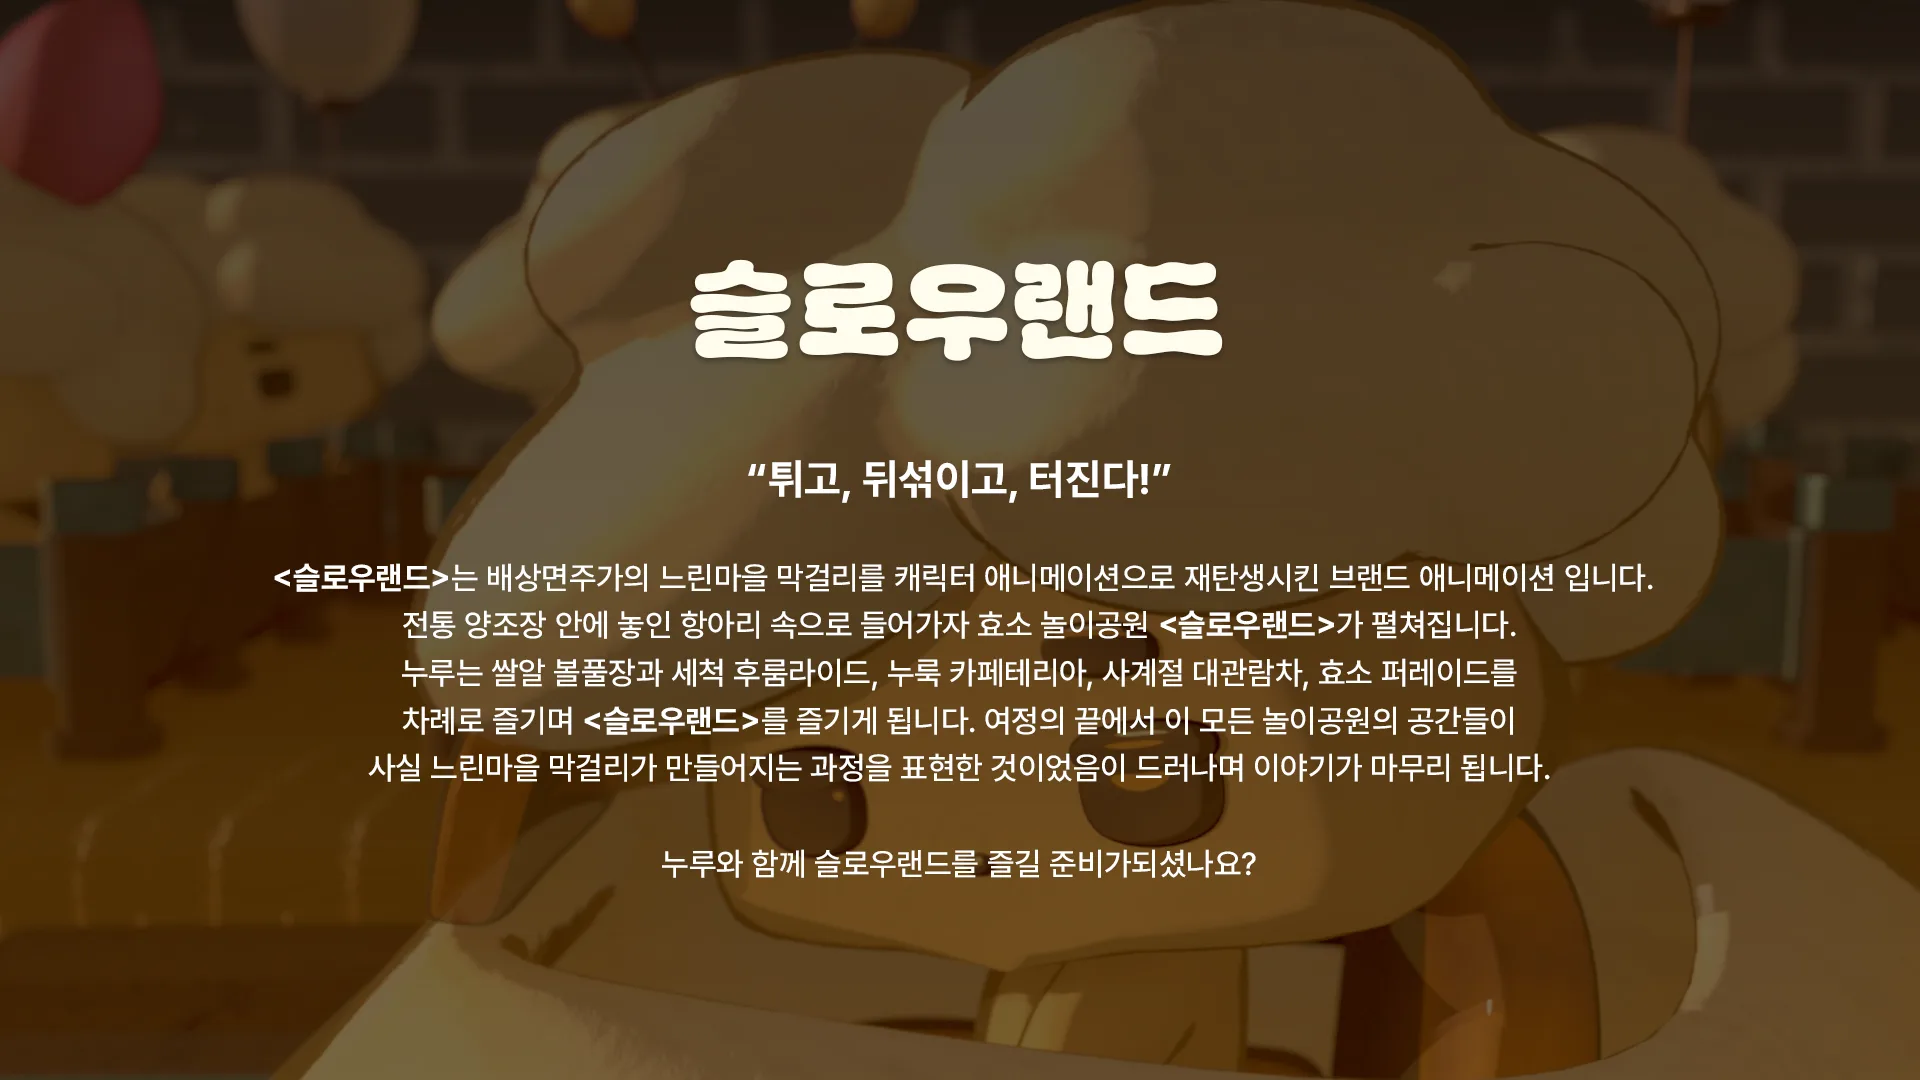 슬로우랜드
“튀고, 뒤섞이고, 터진다!”
<슬로우랜드>는 배상면주가의 느린마을 막걸리를 캐릭터 애니메이션으로 재탄생시킨 브랜드 애니메이션 입니다.
전통 양조장 안에 놓인 항아리 속으로 들어가자 효소 놀이공원 <슬로우랜드>가 펼쳐집니다.
누루는 쌀알 볼풀장과 세척 후룸라이드, 누룩 카페테리아, 사계절 대관람차, 효소 퍼레이드를
차례로 즐기며 <슬로우랜드>를 즐기게 됩니다. 여정의 끝에서 이 모든 놀이공원의 공간들이
사실 느린마을 막걸리가 만들어지는 과정을 표현한 것이었음이 드러나며 이야기가 마무리 됩니다.
누루와 함께 슬로우랜드를 즐길 준비가되셨나요?